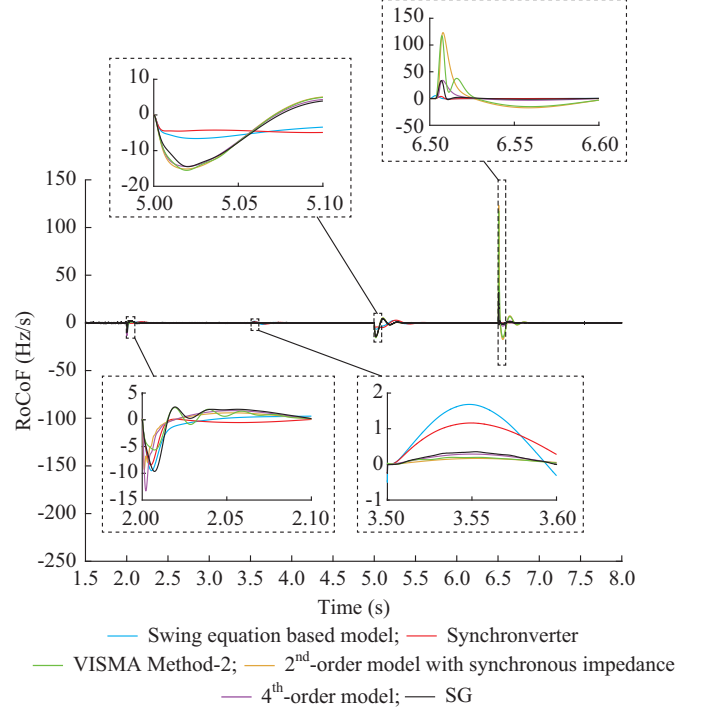 150
100
50
0
-50
6.50 6.55 6.60
10
0
-10
-20
5.00 5.05 5.10
150
100
50
0
-50
-100
-150
-200
-250
RoCoF (Hz/s)
5
0
-5
-10
-15
2.00 2.05 2.10
2
1
0
-1
3.50 3.55 3.60
1.5 2.0 2.5 3.0 3.5 4.0 4.5 5.0 5.5 6.0 6.5 7.0 7.5 8.0
Time (s)
Swing equation based model; Synchronverter
VISMA Method-2; 2nd-order model with synchronous impedance
4th-order model; SG